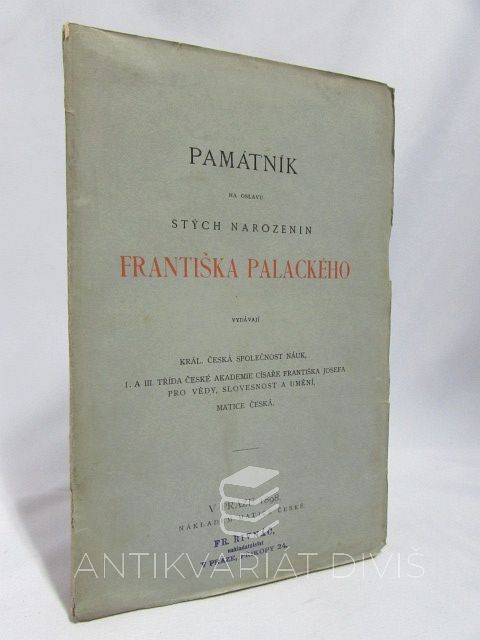 PAMÁTNÍK
NA OSLAVU
STÝCH NAROZENIN
FRANTIŠKA PALACKÉHO
VYDÁVAJÍ
KRÁL. ČESKÁ SPOLEČNOST NÁUK,
I. A III. TŘÍDA ČESKÉ AKADEMIE CÍSAŘE FRANTIŠKA JOSEFA
PRO VĚDY, SLOVESNOST A UMĚNÍ,
MATICE ČESKÁ.
V PRAZE 1898.
NÁKLADEM MATICE ČESKÉ
FR. ŘIVNÁČ,
nakladatelství
V PRAZE, PŘÍKOPY 24.
ANTIKVARIÁT DIVIŠ